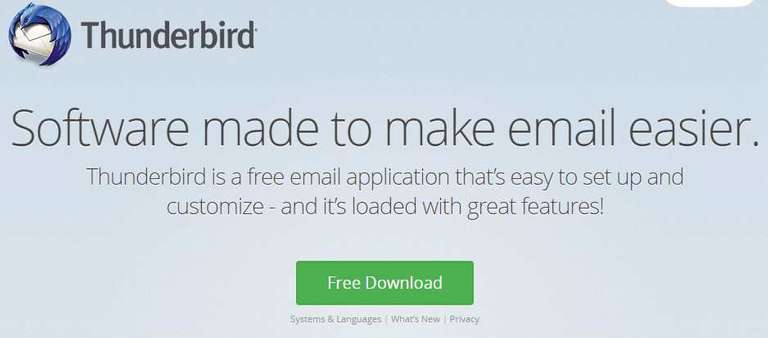 Thunderbird
Software made to make email easier.
Thunderbird is a free email application that's easy to set up and
customize - and it's loaded with great features!
Free Download
Systems & Languages | What's New | Privacy